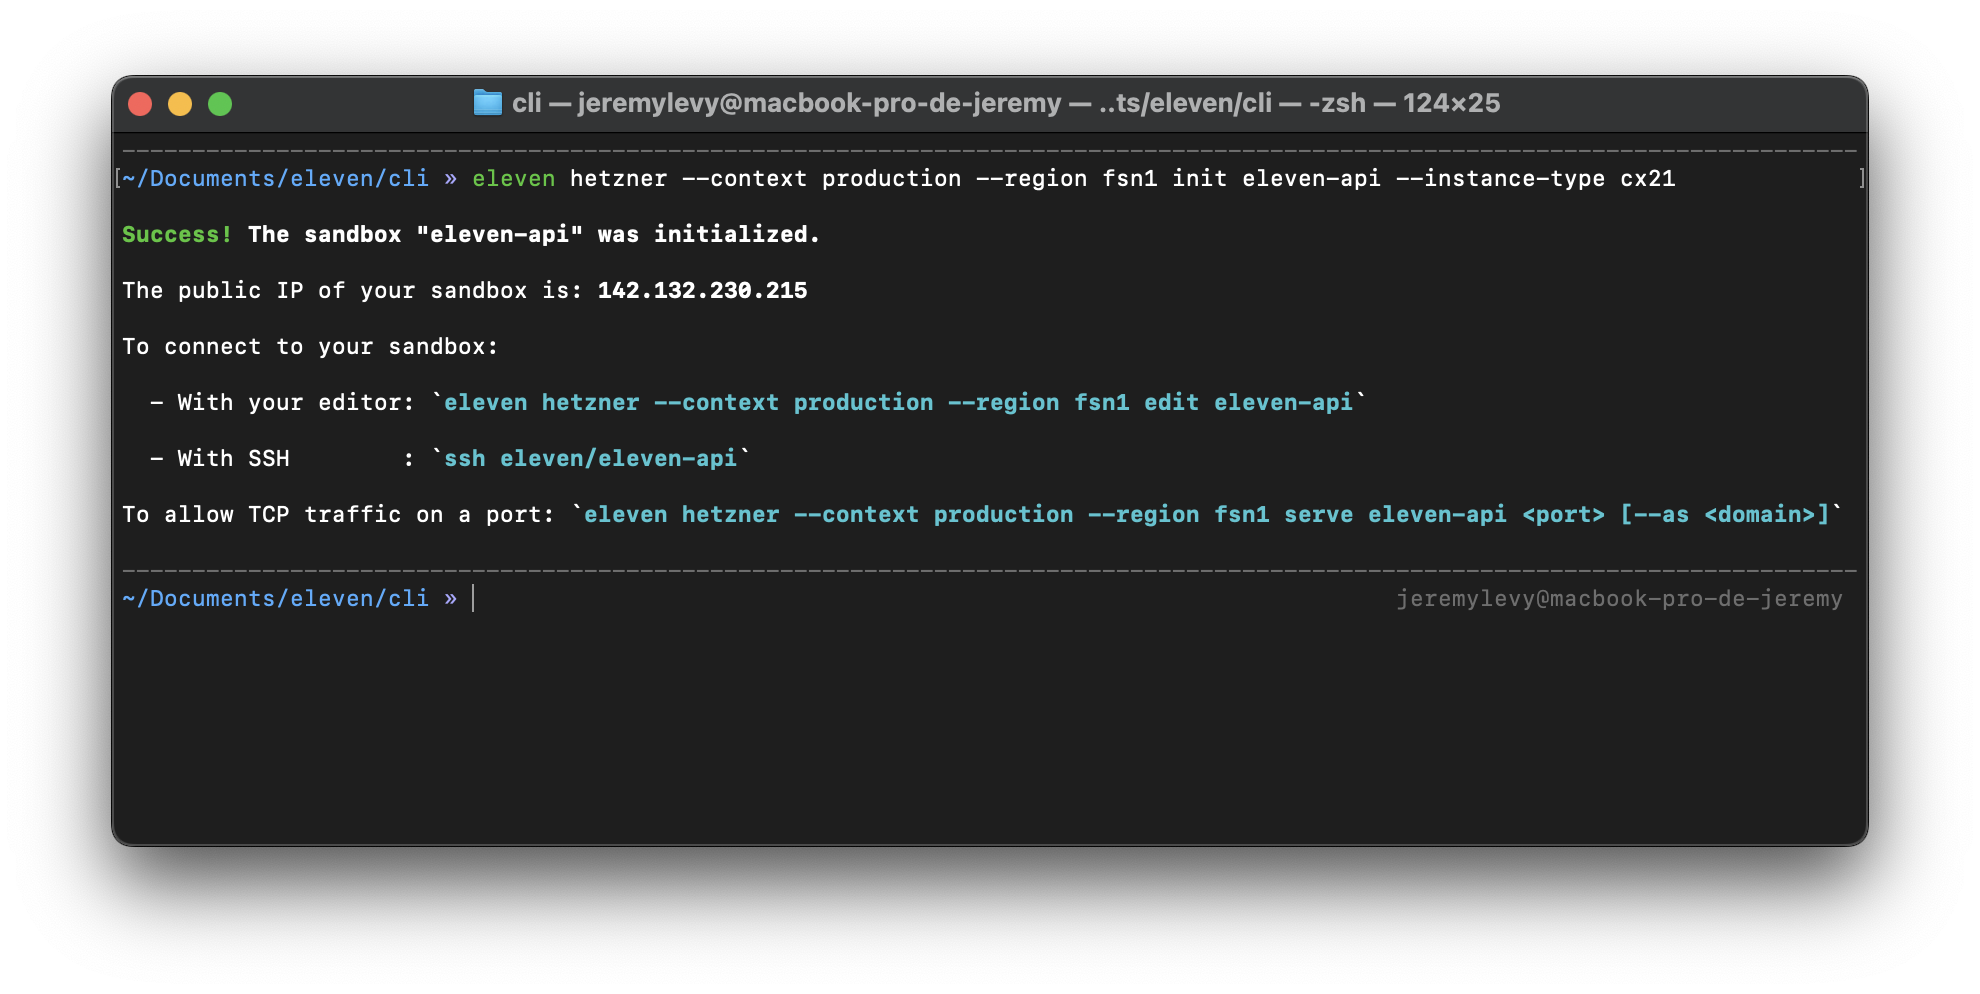 cli — jeremylevy@macbook-pro-de-jeremy — ..ts/eleven/cli — -zsh — 124×25
[~/Documents/eleven/cli » eleven hetzner --context production --region fsn1 init eleven-api --instance-type cx21 ]
Success! The sandbox "eleven-api" was initialized.
The public IP of your sandbox is: 142.132.230.215
To connect to your sandbox:
- With your editor: `eleven hetzner --context production --region fsn1 edit eleven-api`
- With SSH        : `ssh eleven/eleven-api`
To allow TCP traffic on a port: `eleven hetzner --context production --region fsn1 serve eleven-api <port> [--as <domain>]`
~/Documents/eleven/cli » jeremylevy@macbook-pro-de-jeremy